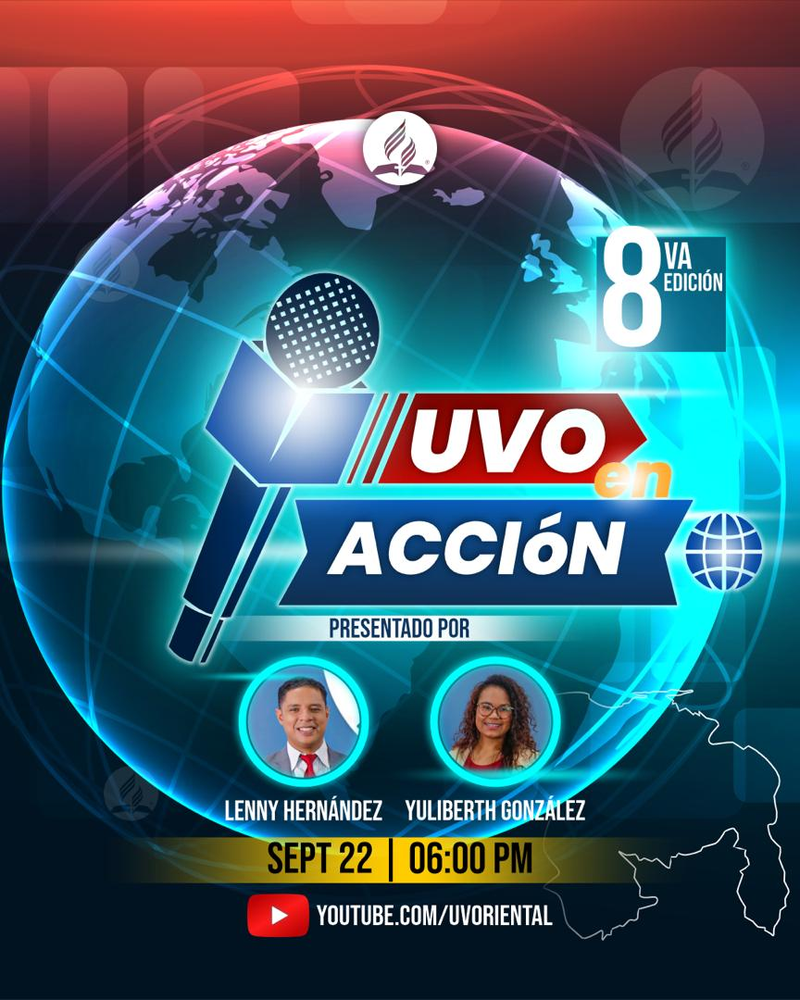 8
VA
EDICIÓN
UVO
en
ACCIóN
PRESENTADO POR
LENNY HERNÁNDEZ
YULIBERTH GONZÁLEZ
SEPT 22 | 06:00 PM
YOUTUBE.COM/UVORIENTAL